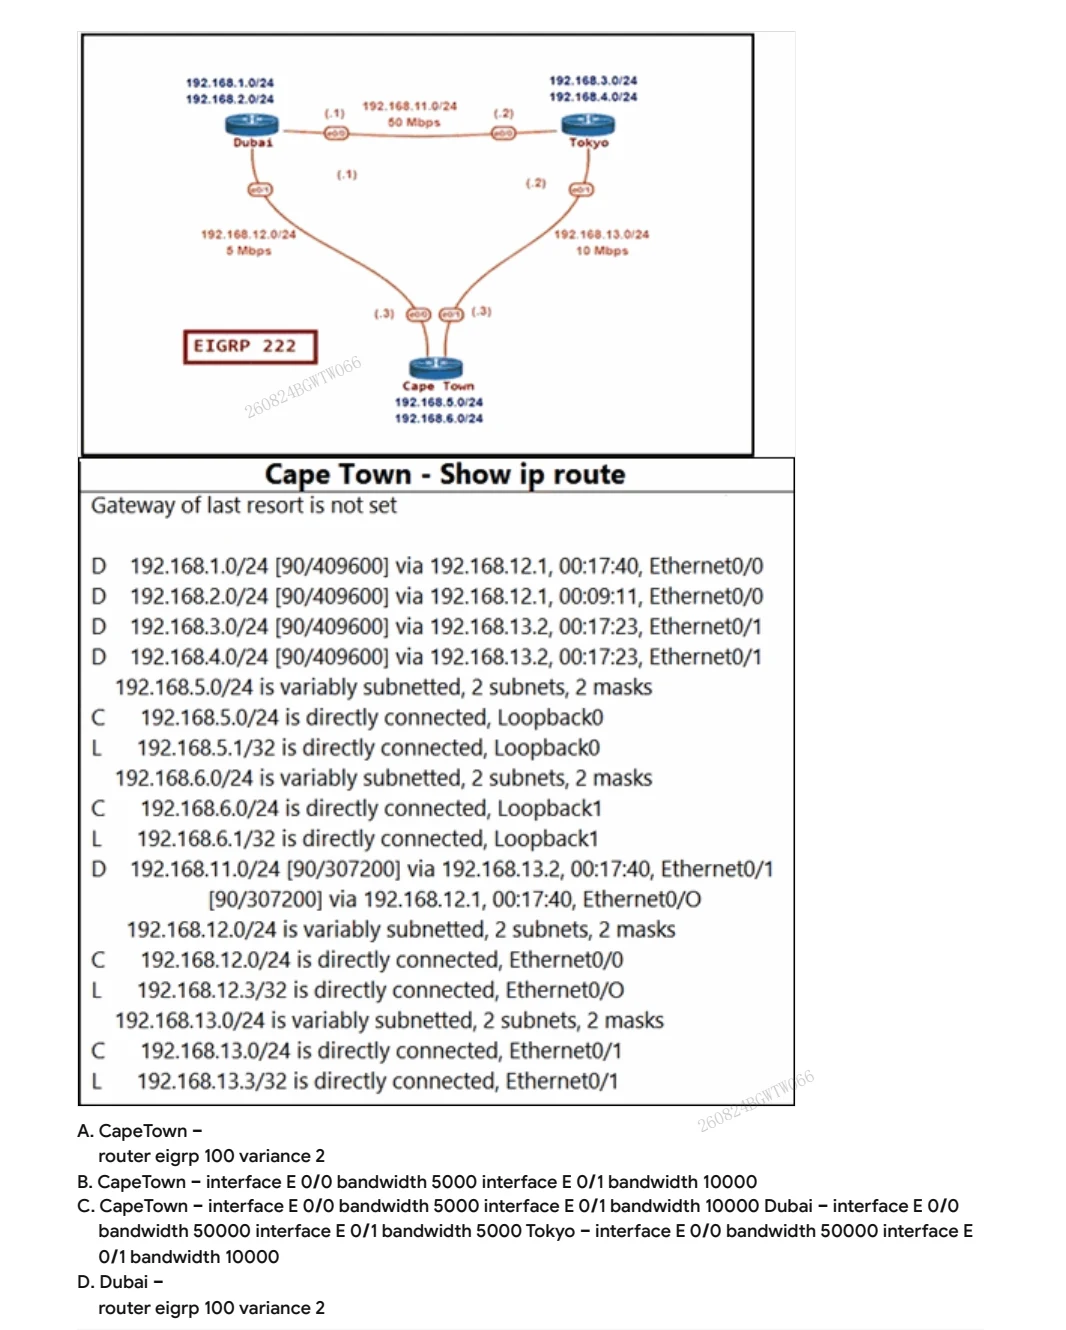 192.168.1.0/24
192.168.2.0/24
192.168.3.0/24
192.168.4.0/24
(.1)
192.168.11.0/24
50 Mbps
(.2)
e0/0
e0/0
Dubai
Tokyo
(.1)
(.2)
e0/1
e0/1
192.168.12.0/24
5 Mbps
192.168.13.0/24
10 Mbps
(.3)
e0/0
e0/1
(.3)
EIGRP 222
260824BGWTW066
Cape Town
192.168.5.0/24
192.168.6.0/24
Cape Town - Show ip route
Gateway of last resort is not set
D 192.168.1.0/24 [90/409600] via 192.168.12.1, 00:17:40, Ethernet0/0
D 192.168.2.0/24 [90/409600] via 192.168.12.1, 00:09:11, Ethernet0/0
D 192.168.3.0/24 [90/409600] via 192.168.13.2, 00:17:23, Ethernet0/1
D 192.168.4.0/24 [90/409600] via 192.168.13.2, 00:17:23, Ethernet0/1
192.168.5.0/24 is variably subnetted, 2 subnets, 2 masks
C 192.168.5.0/24 is directly connected, Loopback0
L 192.168.5.1/32 is directly connected, Loopback0
192.168.6.0/24 is variably subnetted, 2 subnets, 2 masks
C 192.168.6.0/24 is directly connected, Loopback1
L 192.168.6.1/32 is directly connected, Loopback1
D 192.168.11.0/24 [90/307200] via 192.168.13.2, 00:17:40, Ethernet0/1
[90/307200] via 192.168.12.1, 00:17:40, Ethernet0/O
192.168.12.0/24 is variably subnetted, 2 subnets, 2 masks
C 192.168.12.0/24 is directly connected, Ethernet0/0
L 192.168.12.3/32 is directly connected, Ethernet0/O
192.168.13.0/24 is variably subnetted, 2 subnets, 2 masks
C 192.168.13.0/24 is directly connected, Ethernet0/1
L 192.168.13.3/32 is directly connected, Ethernet0/1
260824BGWTW066
A. CapeTown –
router eigrp 100 variance 2
B. CapeTown – interface E 0/0 bandwidth 5000 interface E 0/1 bandwidth 10000
C. CapeTown – interface E 0/0 bandwidth 5000 interface E 0/1 bandwidth 10000 Dubai – interface E 0/0
bandwidth 50000 interface E 0/1 bandwidth 5000 Tokyo – interface E 0/0 bandwidth 50000 interface E
0/1 bandwidth 10000
D. Dubai –
router eigrp 100 variance 2